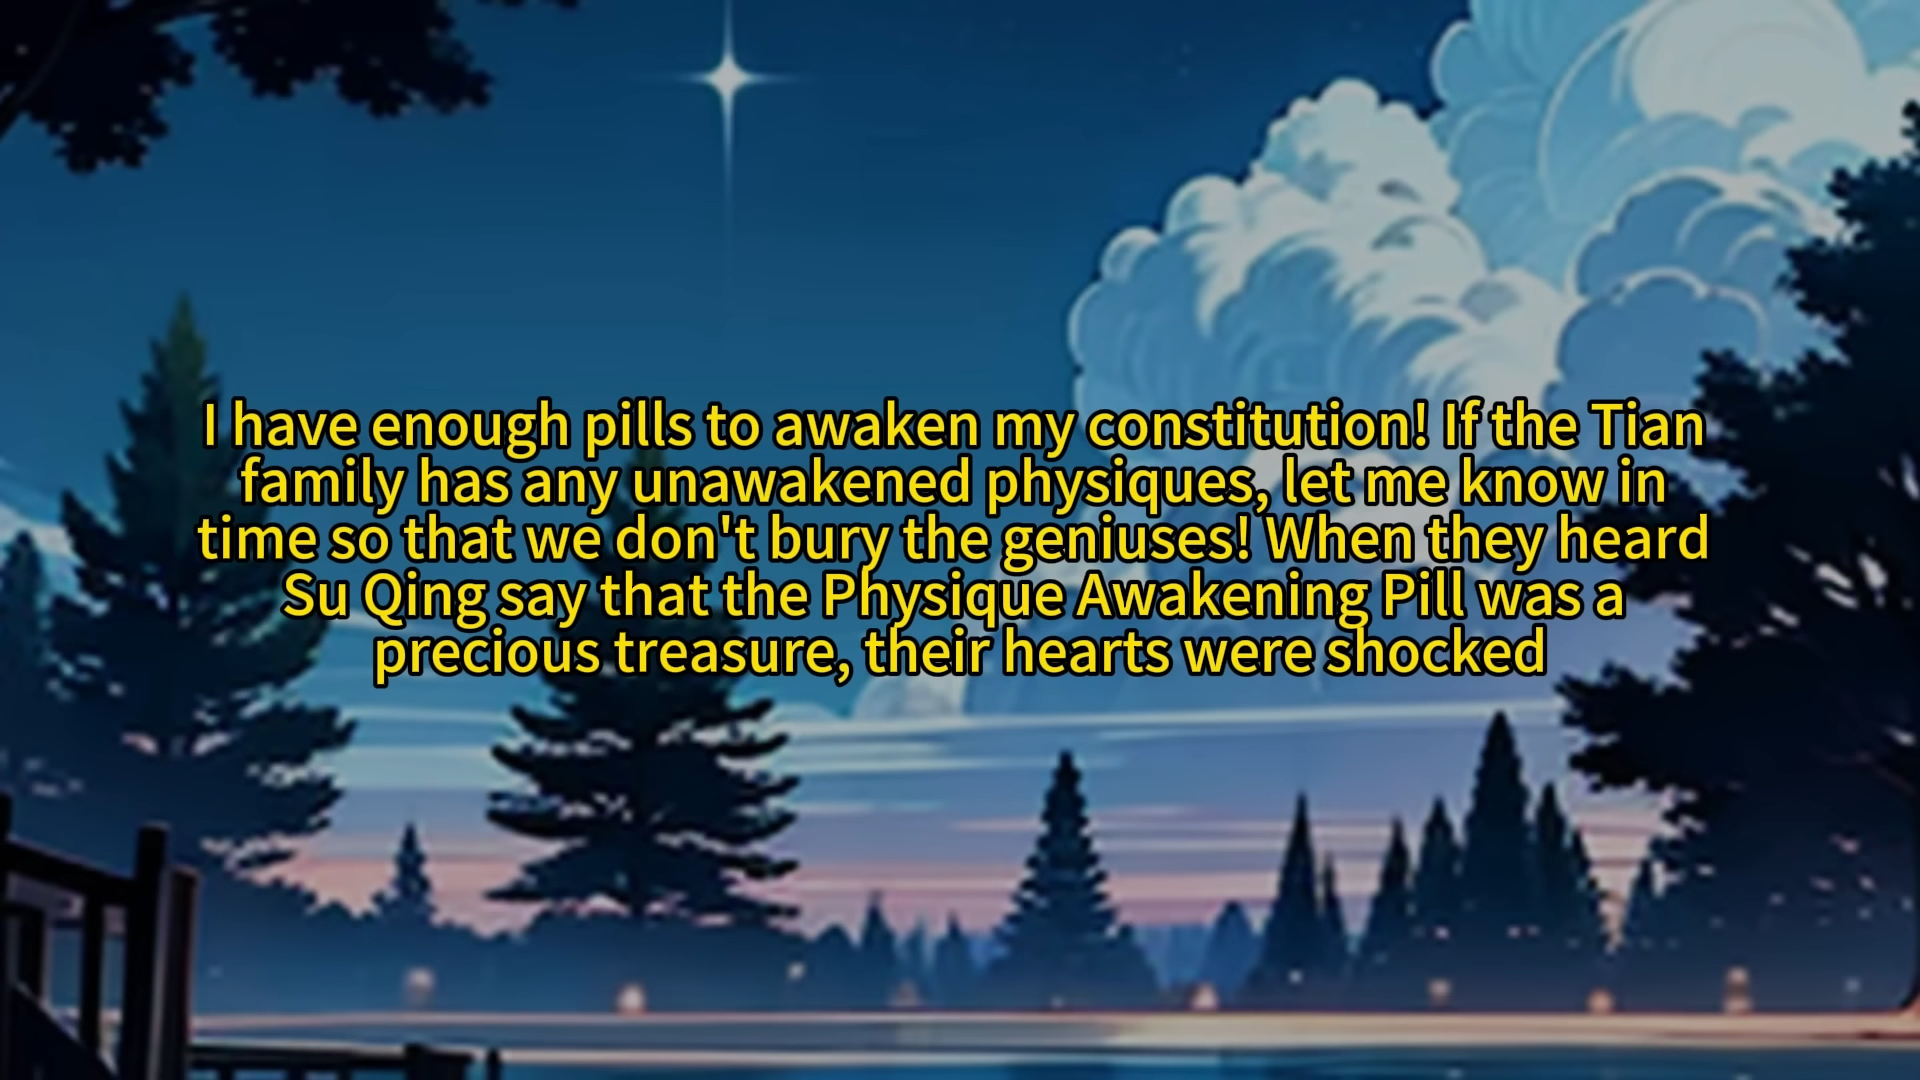 I have enough pills to awaken my constitution! If the Tian
family has any unawakened physiques, let me know in
time so that we don't bury the geniuses! When they heard
Su Qing say that the Physique Awakening Pill was a
precious treasure, their hearts were shocked